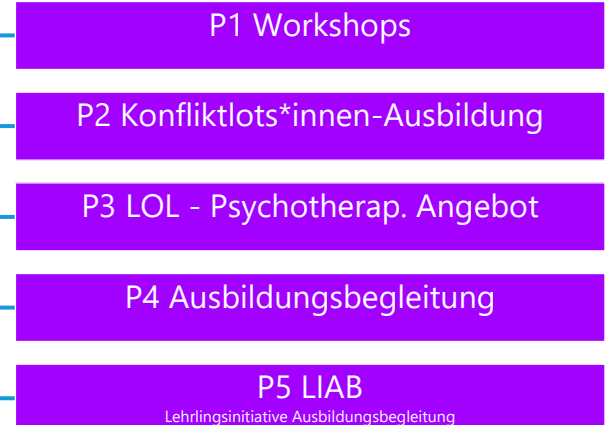 P1 Workshops
P2 Konfliktlots*innen-Ausbildung
P3 LOL - Psychotherap. Angebot
P4 Ausbildungsbegleitung
P5 LIAB
Lehrlingsinitiative Ausbildungsbegleitung